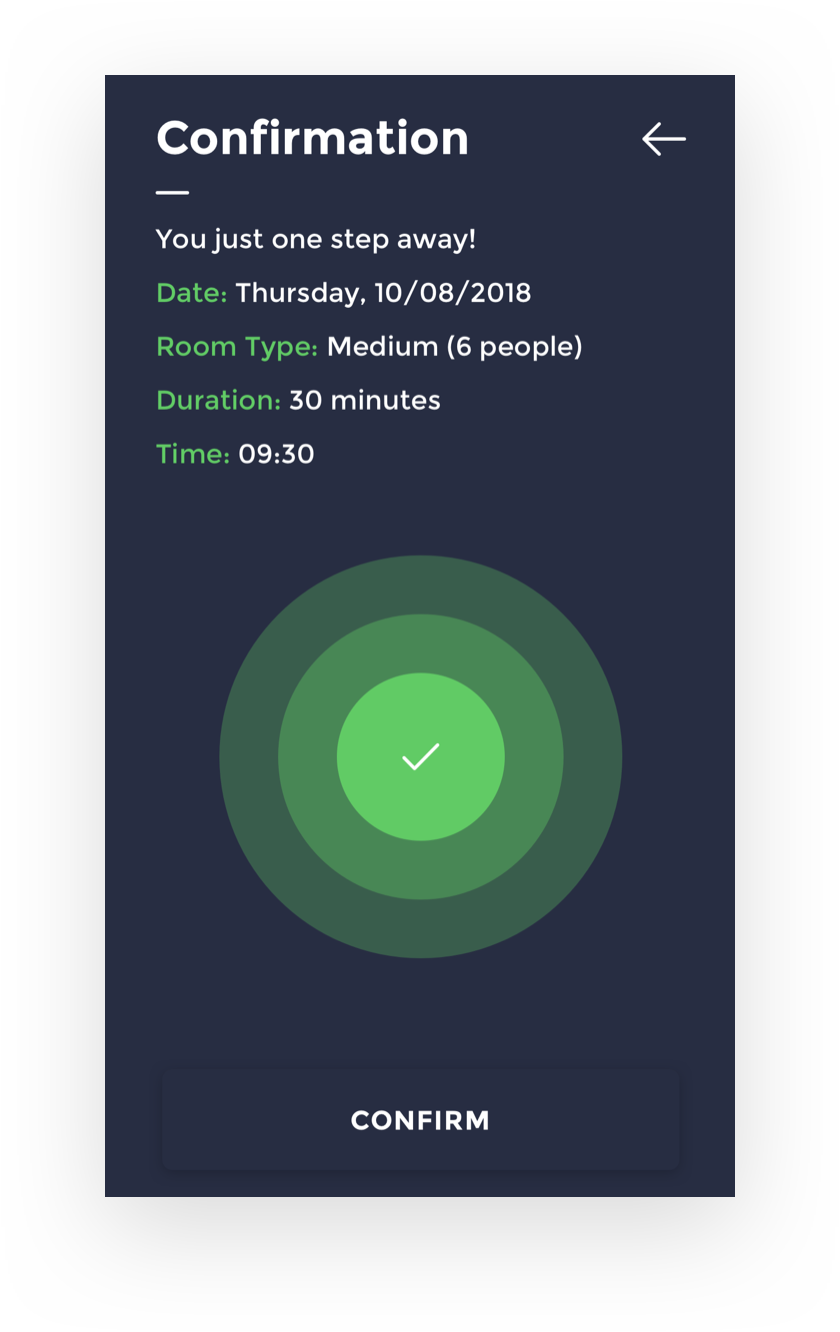 Confirmation
You just one step away!
Date: Thursday, 10/08/2018
Room Type: Medium (6 people)
Duration: 30 minutes
Time: 09:30
CONFIRM